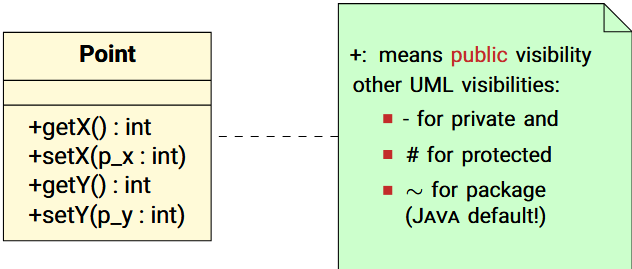 Point
+getX() : int
+setX(p_x : int)
+getY() : int
+setY(p_y : int)
+: means public visibility
other UML visibilities:
- for private and
# for protected
∼ for package
(JAVA default!)